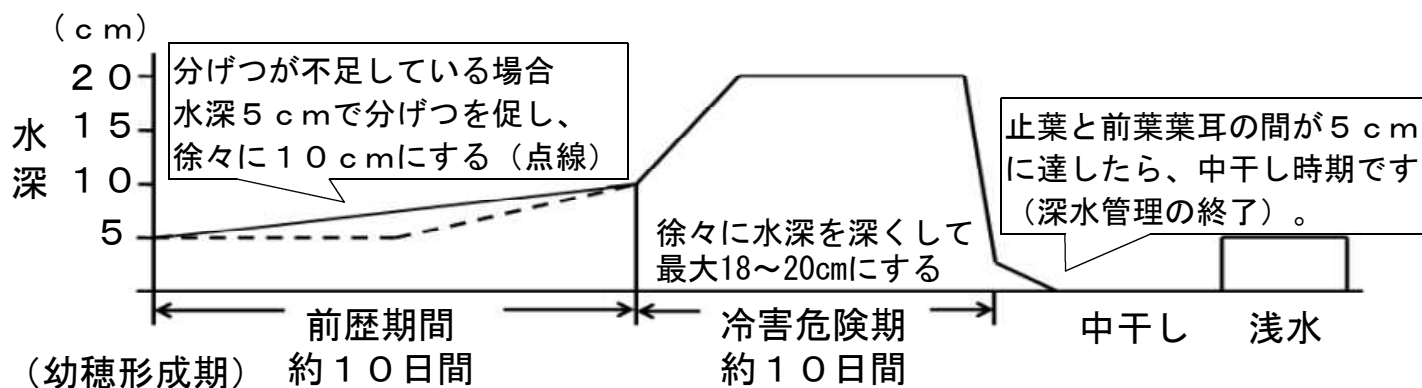 (ｃｍ)
水深
２０
１５
１０
５
分げつが不足している場合
水深５ｃｍで分げつを促し、
徐々に１０ｃｍにする（点線）
徐々に水深を深くして
最大18～20㎝にする
止葉と前葉葉耳の間が５ｃｍ
に達したら、中干し時期です
（深水管理の終了）。
前歴期間
約１０日間
冷害危険期
約１０日間
中干し
浅水
（幼穂形成期）